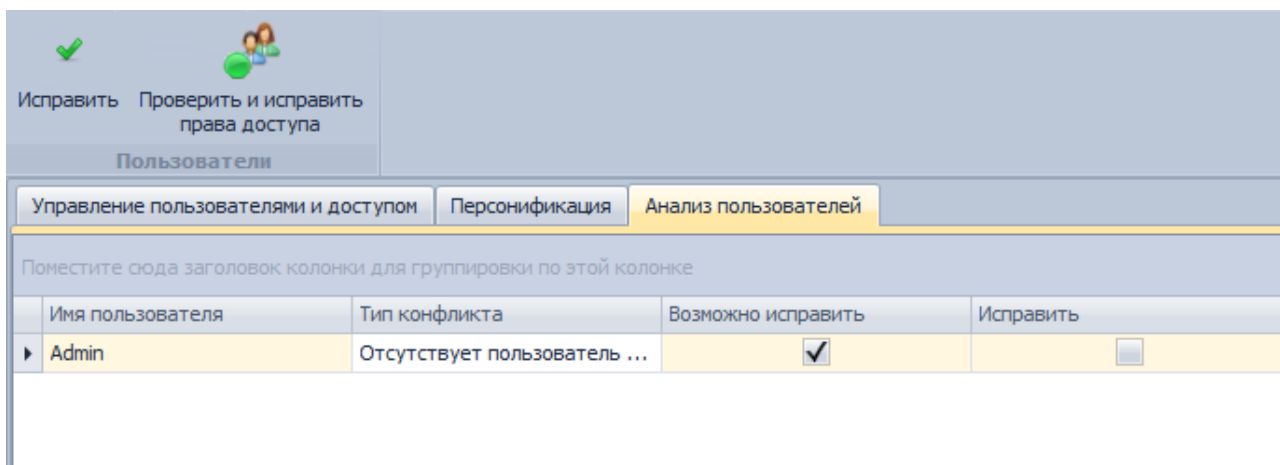 Исправить
Проверить и исправить
права доступа
Пользователи
Управление пользователями и доступом Персонификация Анализ пользователей
Поместите сюда заголовок колонки для группировки по этой колонке
Имя пользователя Тип конфликта Возможно исправить Исправить
Admin Отсутствует пользователь ...